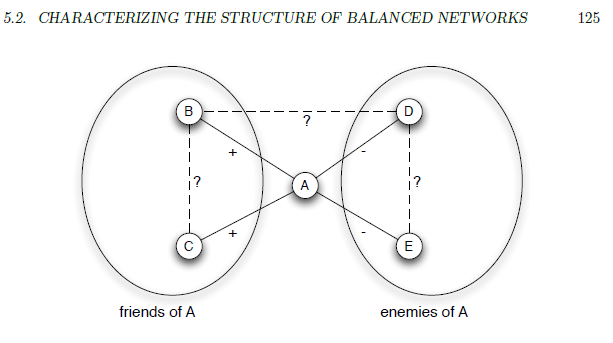 5.2. CHARACTERIZING THE STRUCTURE OF BALANCED NETWORKS 125
B D
?
+ -
? A ?
+ -
C E
friends of A enemies of A